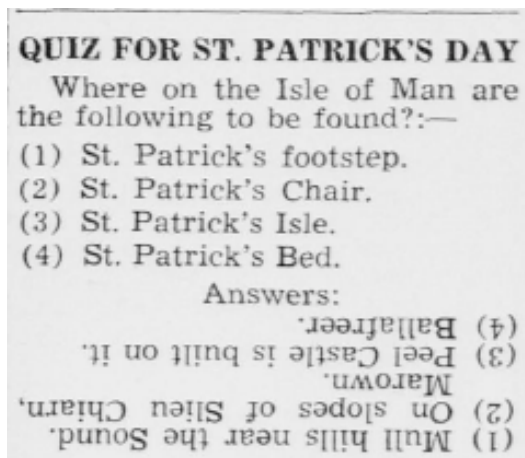 QUIZ FOR ST. PATRICK'S DAY
Where on the Isle of Man are
the following to be found?:—
(1) St. Patrick's footstep.
(2) St. Patrick's Chair.
(3) St. Patrick's Isle.
(4) St. Patrick's Bed.
Answers:
(1) Mull hills near the Sound.
(2) On slopes of Slieu Chiarn,
Marown.
(3) Peel Castle is built on it.
(4) Ballafreer.